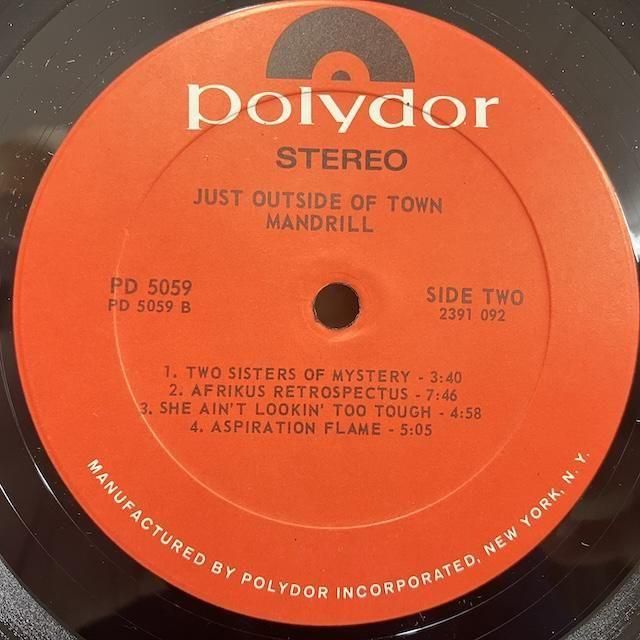 polydor
STEREO
JUST OUTSIDE OF TOWN
MANDRILL
PD 5059
PD 5059 B
SIDE TWO
2391 092
1. TWO SISTERS OF MYSTERY - 3:40
2. AFRIKUS RETROSPECTUS - 7:46
3. SHE AIN'T LOOKIN' TOO TOUGH - 4:58
4. ASPIRATION FLAME - 5:05
MANUFACTURED BY POLYDOR INCORPORATED, NEW YORK, N. Y.